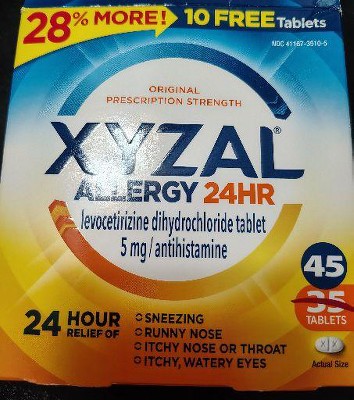 28% MORE! 10 FREE Tablets
NDC 41167-3510-5
ORIGINAL
PRESCRIPTION STRENGTH
XYZAL®
ALLERGY 24HR
levocetirizine dihydrochloride tablet
5 mg/antihistamine
45
35
TABLETS
24 HOUR
RELIEF OF
SNEEZING
RUNNY NOSE
ITCHY NOSE OR THROAT
ITCHY, WATERY EYES
Actual Size